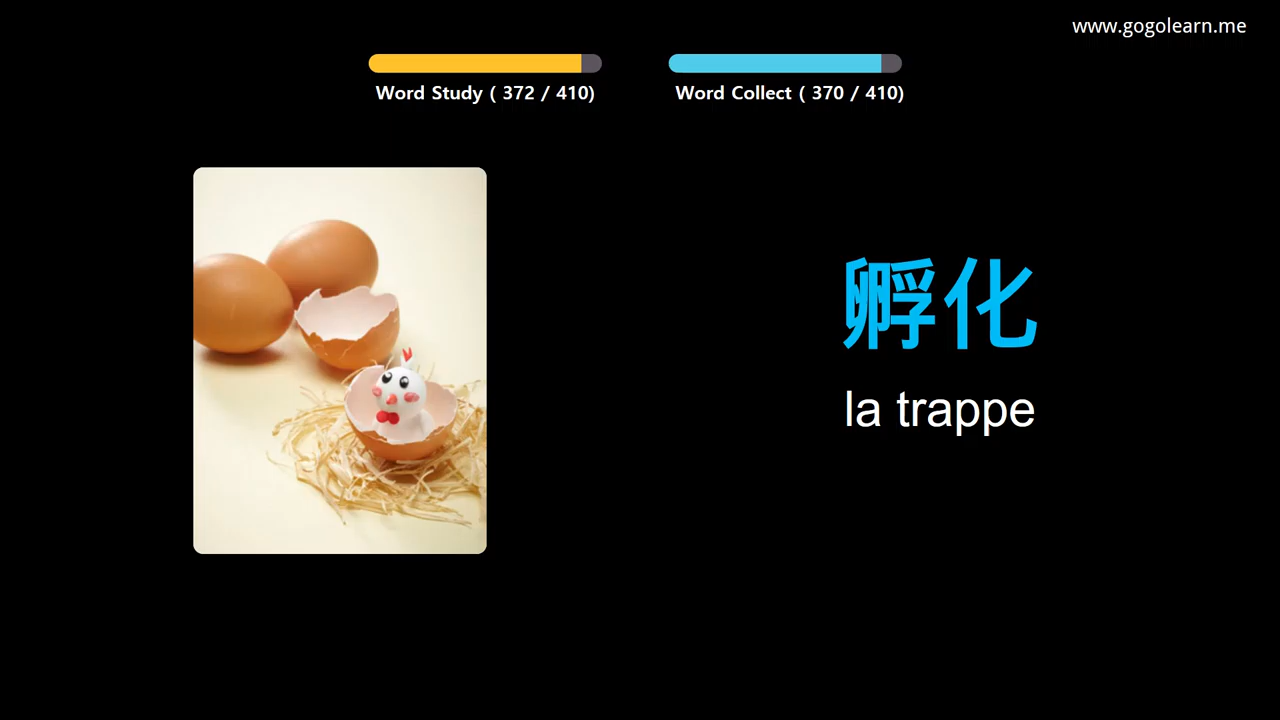 www.gogolearn.me
Word Study ( 372 / 410)
Word Collect ( 370 / 410)
孵化
la trappe